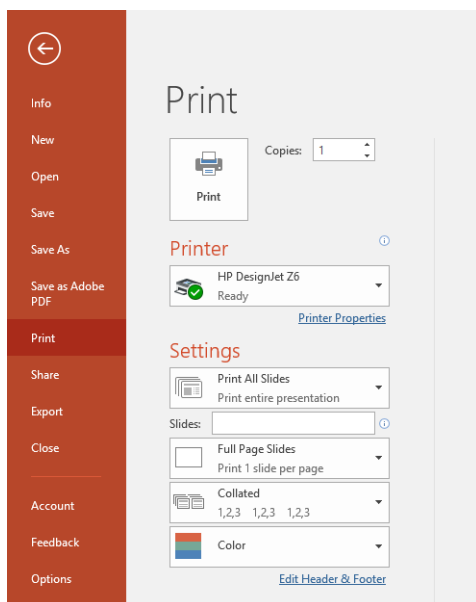 Info
New
Open
Save
Save As
Save as Adobe
PDF
Print
Share
Export
Close
Account
Feedback
Options
Print
Print
Copies: 1
Printer
HP DesignJet Z6
Ready
Printer Properties
Settings
Print All Slides
Print entire presentation
Slides:
Full Page Slides
Print 1 slide per page
Collated
1,2,3 1,2,3 1,2,3
Color
Edit Header & Footer